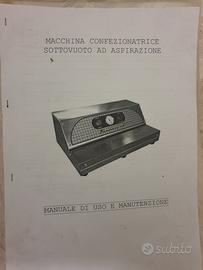 MACCHINA CONFEZIONATRICE
SOTTOVUOTO AD ASPIRAZIONE
MANUALE DI USO E MANUTENZIONE
subito